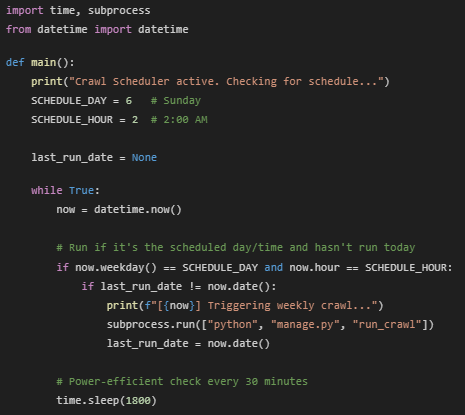 import time, subprocess
from datetime import datetime

def main():
    print("Crawl Scheduler active. Checking for schedule...")
    SCHEDULE_DAY = 6   # Sunday
    SCHEDULE_HOUR = 2  # 2:00 AM

    last_run_date = None

    while True:
        now = datetime.now()

        # Run if it's the scheduled day/time and hasn't run today
        if now.weekday() == SCHEDULE_DAY and now.hour == SCHEDULE_HOUR:
            if last_run_date != now.date():
                print(f"[{now}] Triggering weekly crawl...")
                subprocess.run(["python", "manage.py", "run_crawl"])
                last_run_date = now.date()

        # Power-efficient check every 30 minutes
        time.sleep(1800)